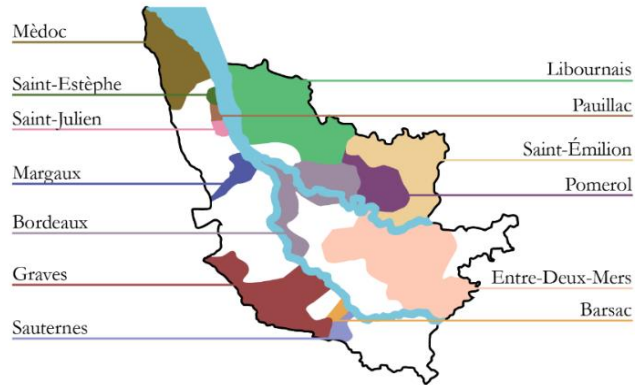 Mèdoc
Saint-Estèphe
Saint-Julien
Margaux
Bordeaux
Graves
Sauternes
Libournais
Pauillac
Saint-Émilion
Pomerol
Entre-Deux-Mers
Barsac